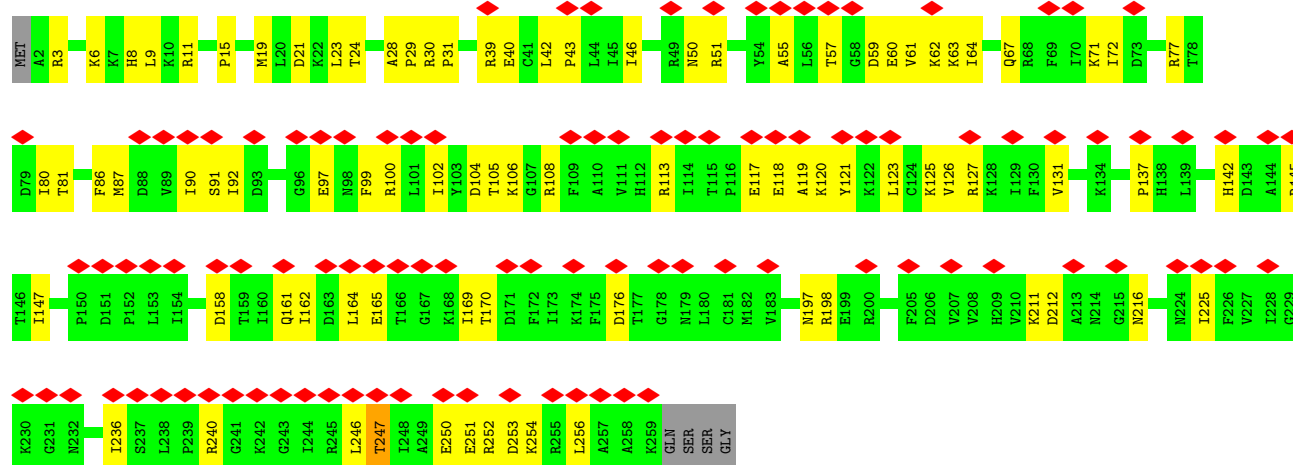 MET A2 R3 K6 K7 H8 L9 K10 R11 P15 M19 L20 D21 K22 L23 T24 A28 P29 R30 P31 R39 E40 C41 L42 P43 L44 I45 I46 R49 N50 R51 Y54 A55 L56 T57 G58 D59 E60 V61 K62 K63 I64 Q67 R68 F69 I70 K71 I72 D73 R77 T78
D79 I80 T81 F86 M87 D88 V89 I90 S91 I92 D93 G96 E97 N98 F99 R100 L101 I102 Y103 D104 T105 K106 G107 R108 F109 A110 V111 H112 R113 I114 T115 P116 E117 E118 A119 K120 Y121 K122 L123 C124 K125 V126 R127 K128 I129 F130 V131 K134 P137 H138 L139 H142 D143 A144 R145
T146 I147 P150 D151 P152 L153 I154 D158 T159 I160 Q161 I162 D163 L164 E165 T166 G167 K168 I169 T170 D171 F172 I173 K174 F175 D176 T177 G178 N179 L180 C181 M182 V183 N197 R198 E199 R200 F205 D206 V207 V208 H209 V210 K211 D212 A213 N214 G215 N216 N224 I225 F226 V227 I228 G229
K230 G231 N232 I236 S237 L238 P239 R240 G241 K242 G243 I244 R245 L246 T247 I248 A249 E250 E251 R252 D253 K254 R255 L256 A257 A258 K259 GLN SER SER GLY